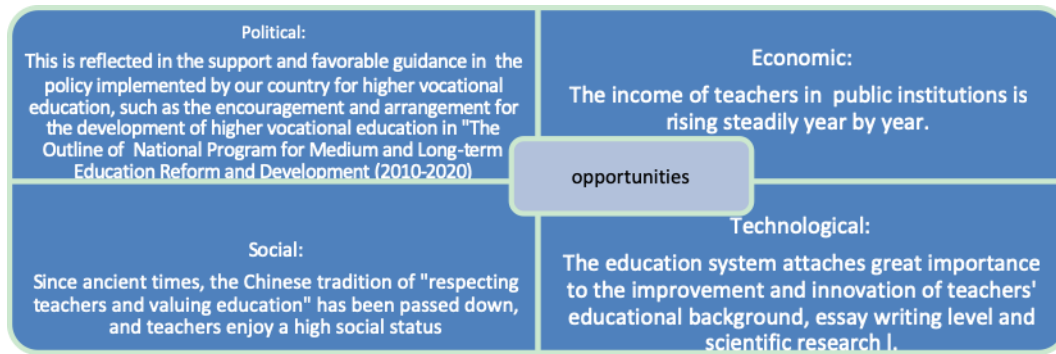 Political:
This is reflected in the support and favorable guidance in the
policy implemented by our country for higher vocational
education, such as the encouragement and arrangement for
the development of higher vocational education in "The
Outline of National Program for Medium and Long-term
Education Reform and Development (2010-2020)
Economic:
The income of teachers in public institutions is
rising steadily year by year.
opportunities
Social:
Since ancient times, the Chinese tradition of "respecting
teachers and valuing education" has been passed down,
and teachers enjoy a high social status
Technological:
The education system attaches great importance
to the improvement and innovation of teachers'
educational background, essay writing level and
scientific research l.